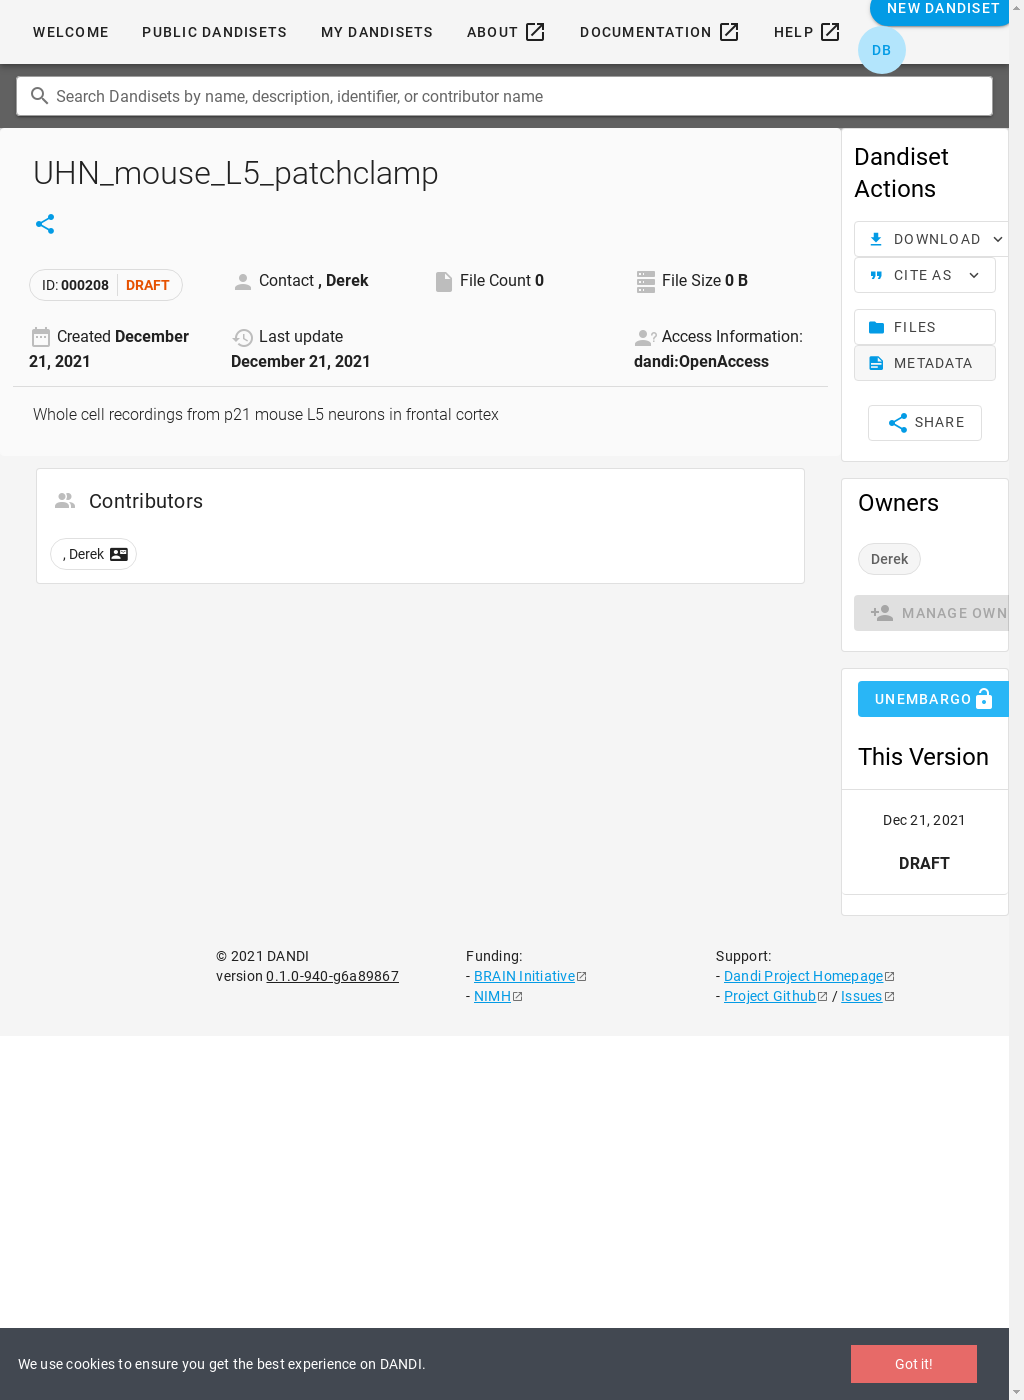 WELCOME PUBLIC DANDISETS MY DANDISETS ABOUT DOCUMENTATION HELP
NEW DANDISET
DB
Search Dandisets by name, description, identifier, or contributor name
UHN_mouse_L5_patchclamp
ID: 000208 DRAFT
Contact , Derek
File Count 0
File Size 0 B
Created December 21, 2021
Last update
December 21, 2021
Access Information:
dandi:OpenAccess
Whole cell recordings from p21 mouse L5 neurons in frontal cortex
Contributors
, Derek
Dandiset
Actions
DOWNLOAD
CITE AS
FILES
METADATA
SHARE
Owners
Derek
MANAGE OWN
UNEMBARGO
This Version
Dec 21, 2021
DRAFT
© 2021 DANDI
version 0.1.0-940-g6a89867
Funding:
- BRAIN Initiative
- NIMH
Support:
- Dandi Project Homepage
- Project Github / Issues
We use cookies to ensure you get the best experience on DANDI.
Got it!